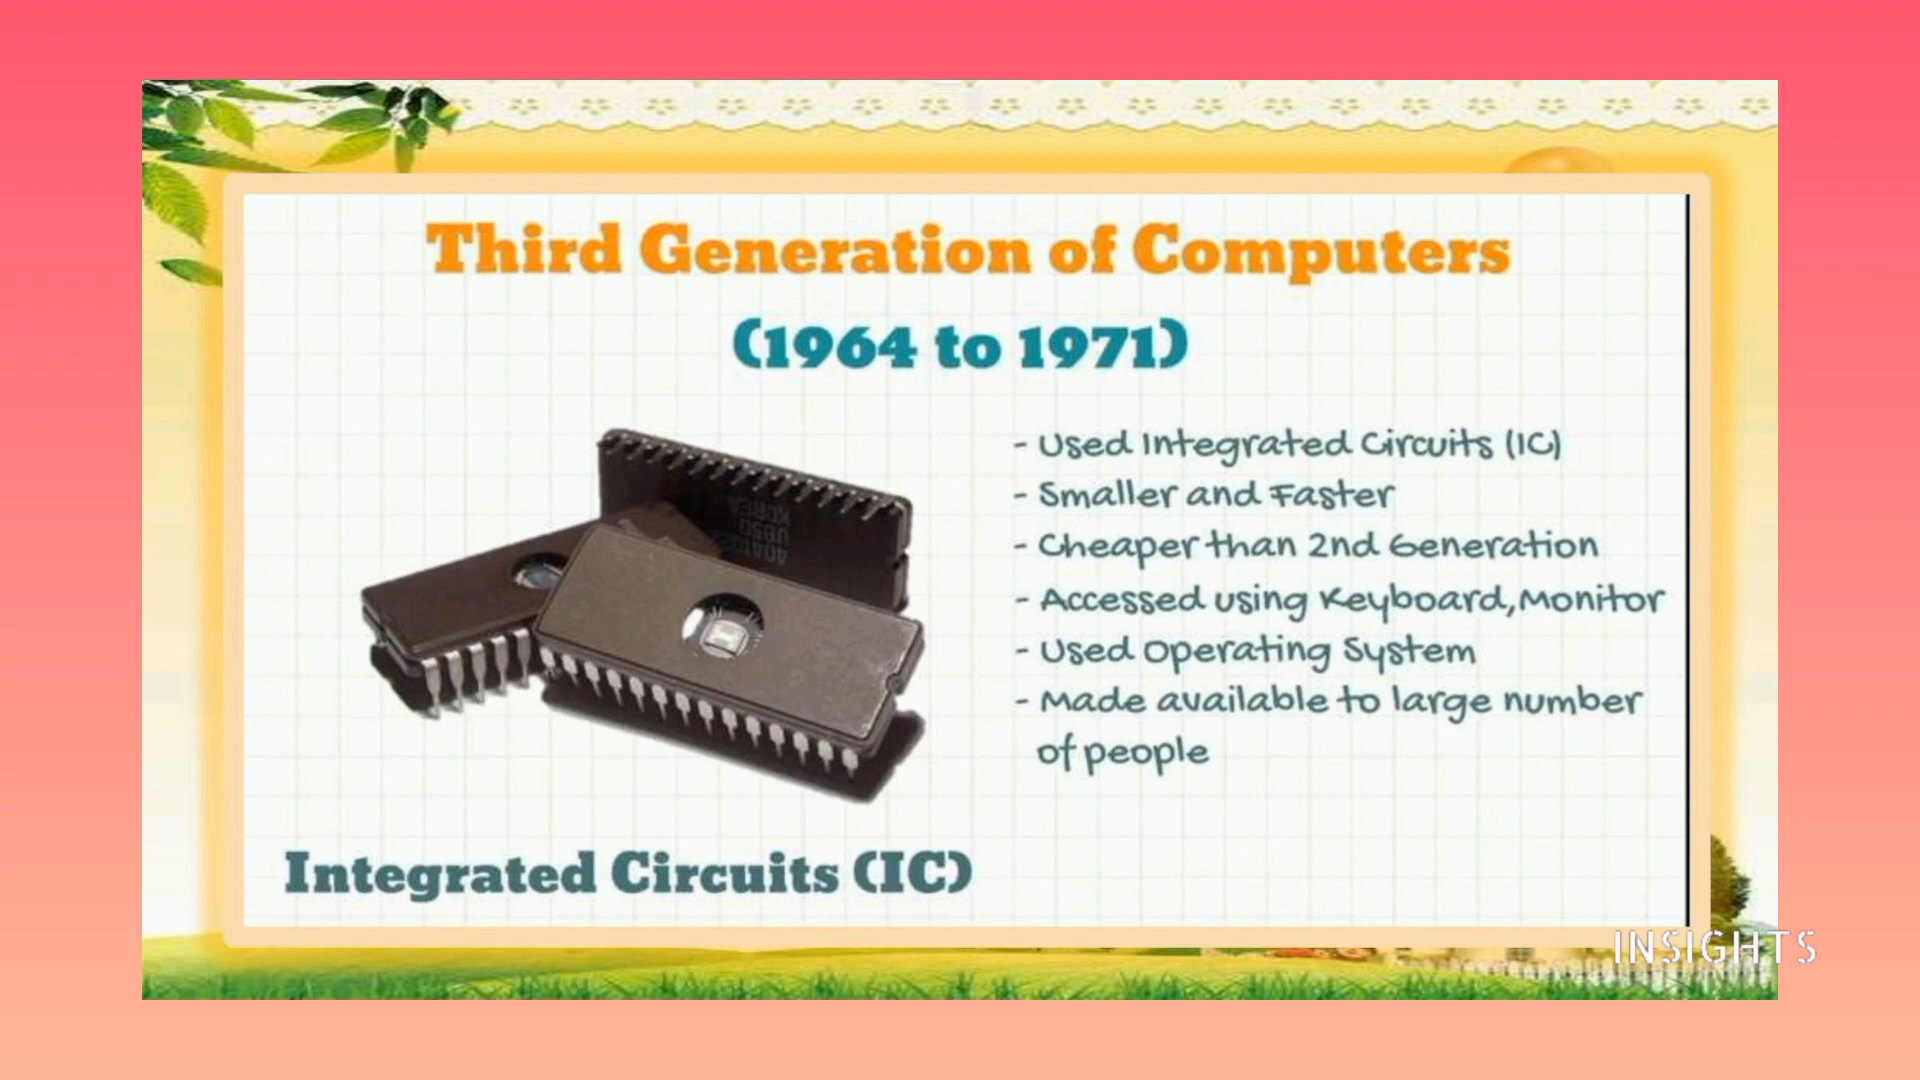 Third Generation of Computers
(1964 to 1971)
- Used Integrated Circuits (IC)
- Smaller and Faster
- Cheaper than 2nd Generation
- Accessed using Keyboard, Monitor
- Used Operating System
- Made available to large number
of people
KOREA
Integrated Circuits (IC)
INSIGHTS